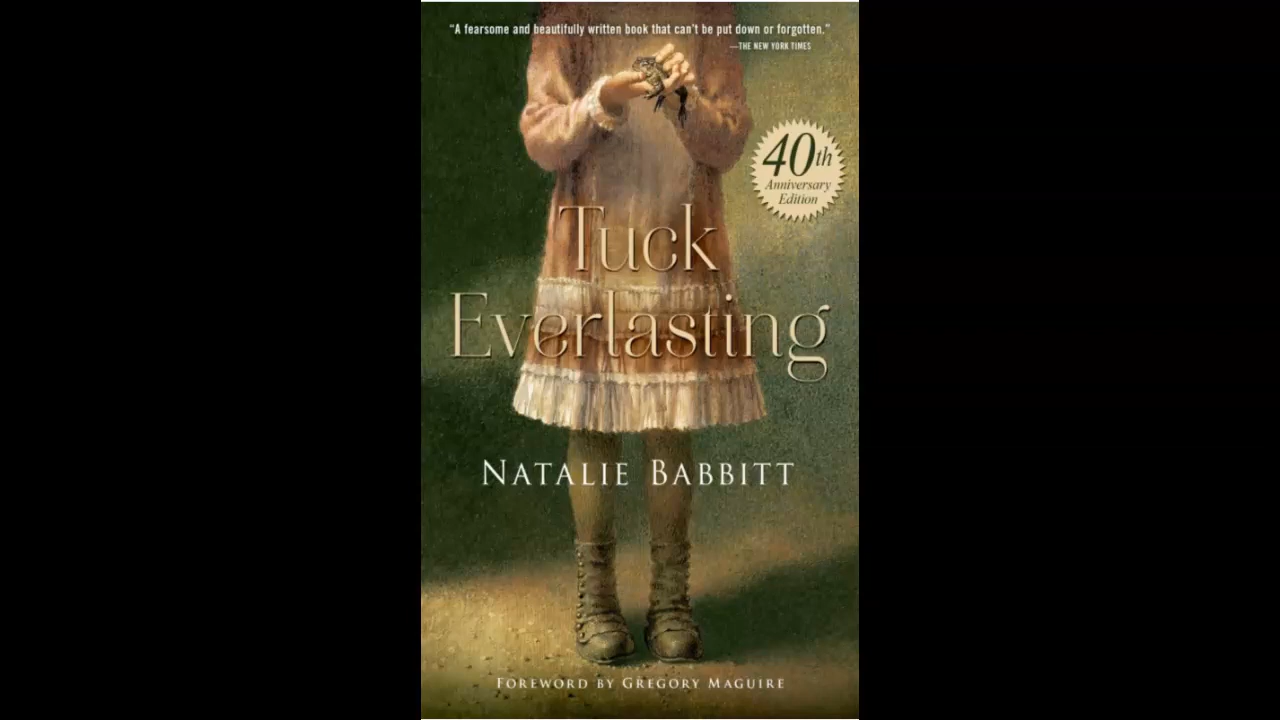 “A fearsome and beautifully written book that can’t be put down or forgotten.”
—THE NEW YORK TIMES
40th
Anniversary
Edition
Tuck
Everlasting
NATALIE BABBITT
FOREWORD BY GREGORY MAGUIRE